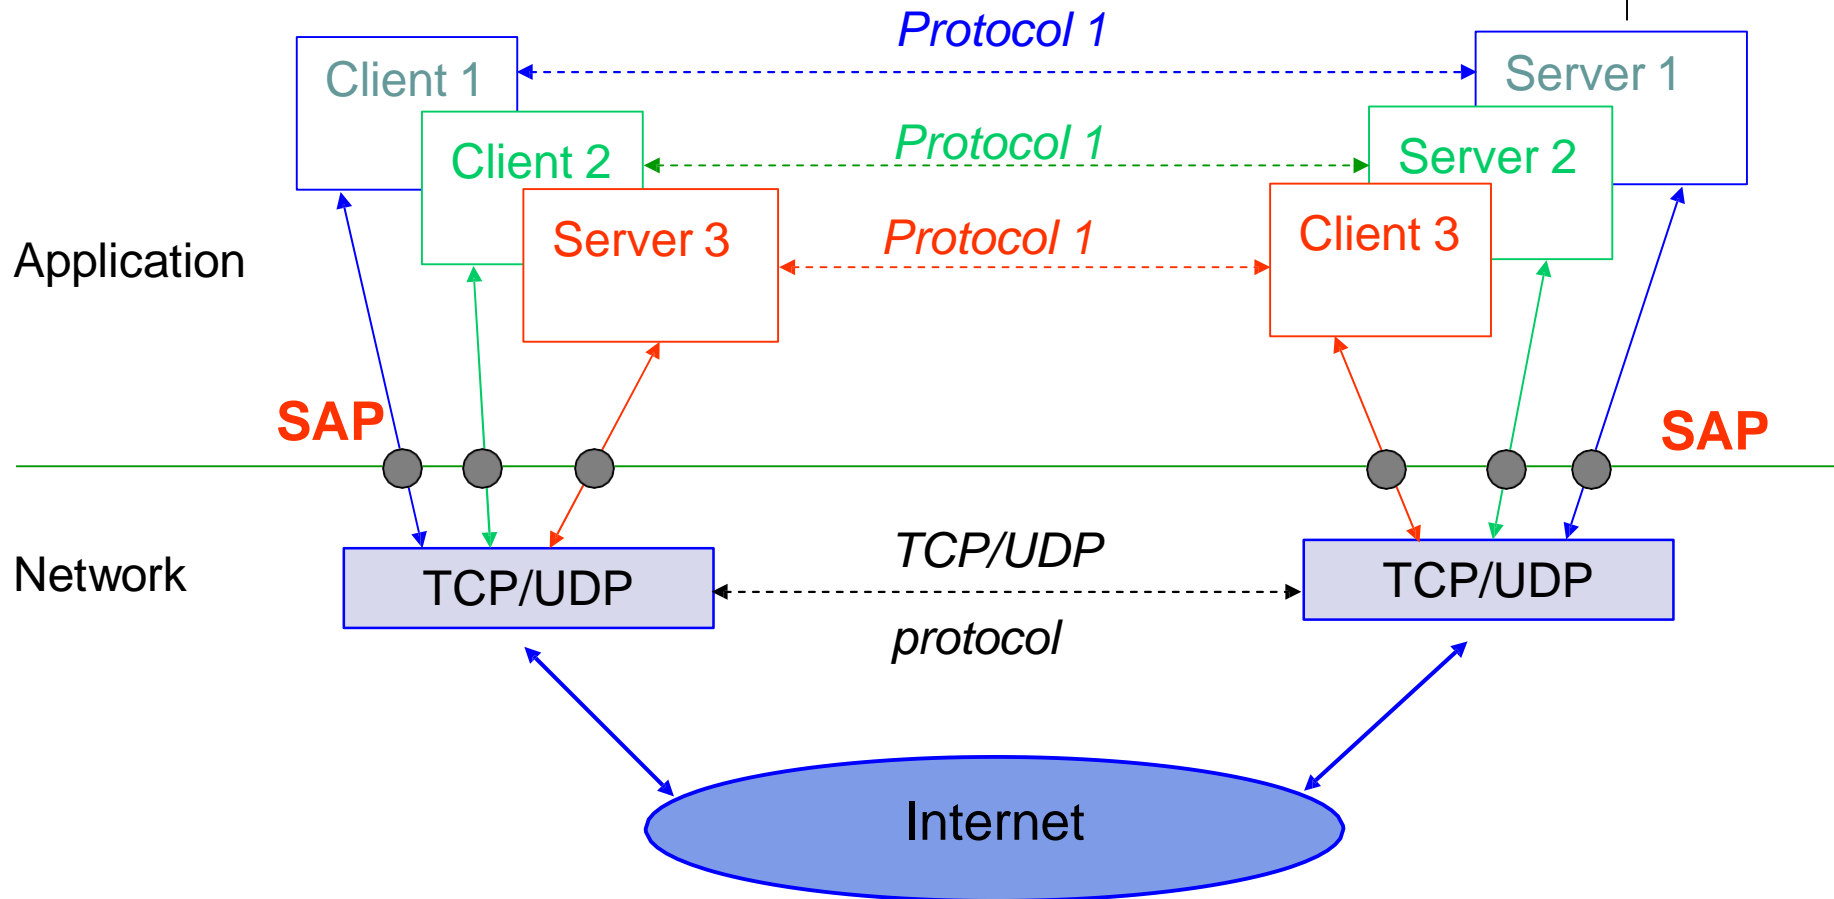 Protocol 1
Client 1
Server 1
Protocol 1
Client 2
Server 2
Protocol 1
Server 3
Client 3
Application
SAP
SAP
TCP/UDP
Network
TCP/UDP
TCP/UDP
protocol
Internet